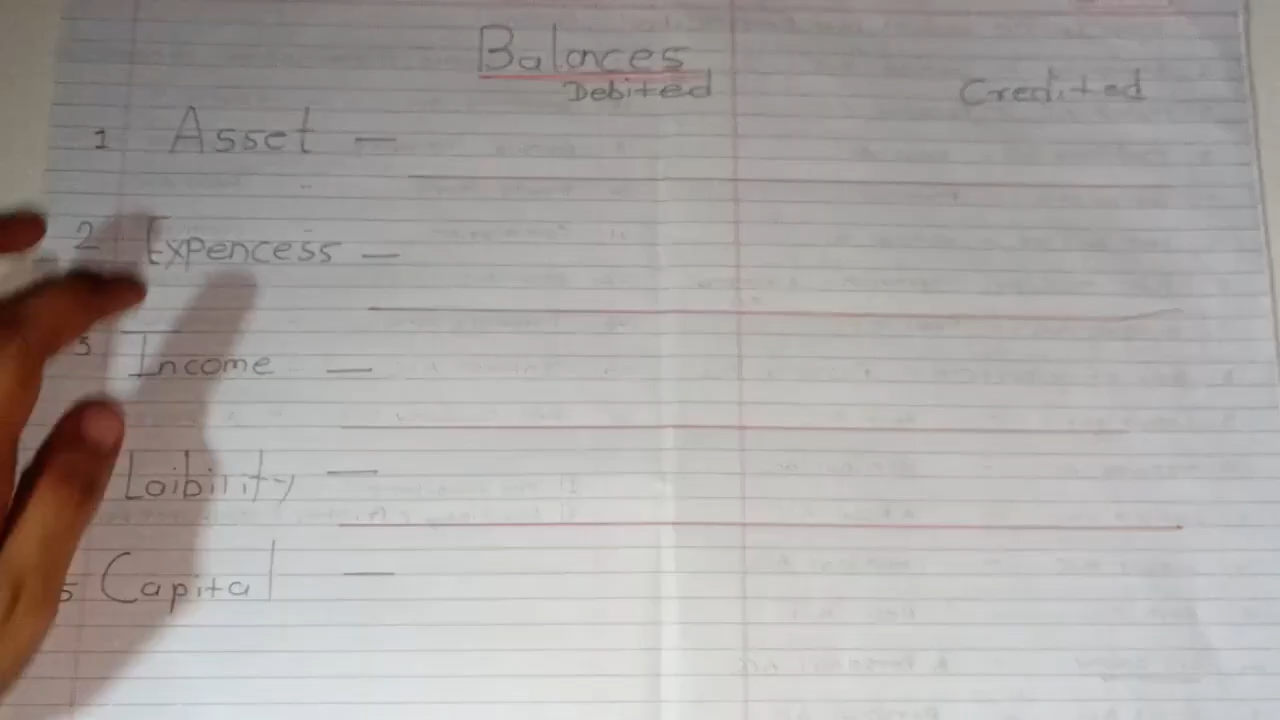 Balances
Debited Credited
1 Asset —
2 Expencess —
3 Income —
Loibility —
5 Capital —